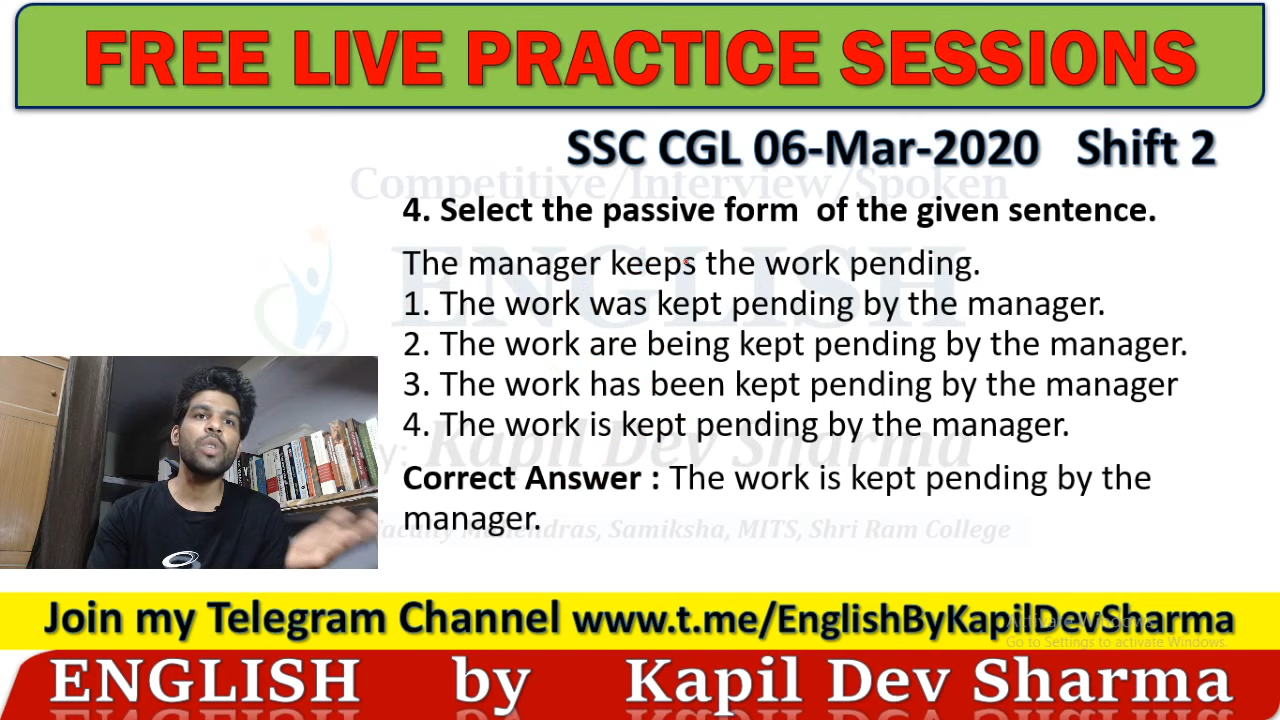 FREE LIVE PRACTICE SESSIONS
SSC CGL 06-Mar-2020 Shift 2
Competitive/Interview/Spoken
4. Select the passive form of the given sentence.
ENGLISH
The manager keeps the work pending.
1. The work was kept pending by the manager.
2. The work are being kept pending by the manager.
3. The work has been kept pending by the manager
4. The work is kept pending by the manager.
by: Kapil Dev Sharma
Correct Answer : The work is kept pending by the
manager.
Faculty Mahendras, Samiksha, MITS, Shri Ram College
Join my Telegram Channel www.t.me/EnglishByKapilDevSharma
Activate Windows
Go to Settings to activate Windows.
ENGLISH by Kapil Dev Sharma